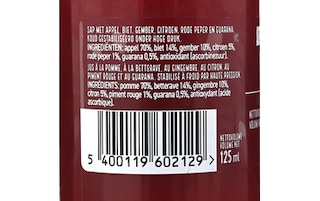 SAP MET APPEL, BIET, GEMBER, CITROEN, RODE PEPER EN GUARANA
KOUD GESTABILISEERD ONDER HOGE DRUK.
INGREDIËNTEN: appel 70%, biet 14%, gember 10%, citroen 5%,
rode peper 1%, guarana 0,5%, antioxidant (ascorbinezuur).
JUS À LA POMME À LA BETTERAVE, AU GINGEMBRE, AU CITRON, AU
PIMENT ROUGE ET AU GUARANA, STABILISÉ À FROID PAR HAUTE PRESSION
INGRÉDIENTS: pomme 70%, betterave 14%, gingembre 10%,
citron 5%, piment rouge 1%, guarana 0,5%, antioxydant (acide
ascorbique).
5 400119 602129 >
NETTOVOLUME
VOLUME NET
125 ml